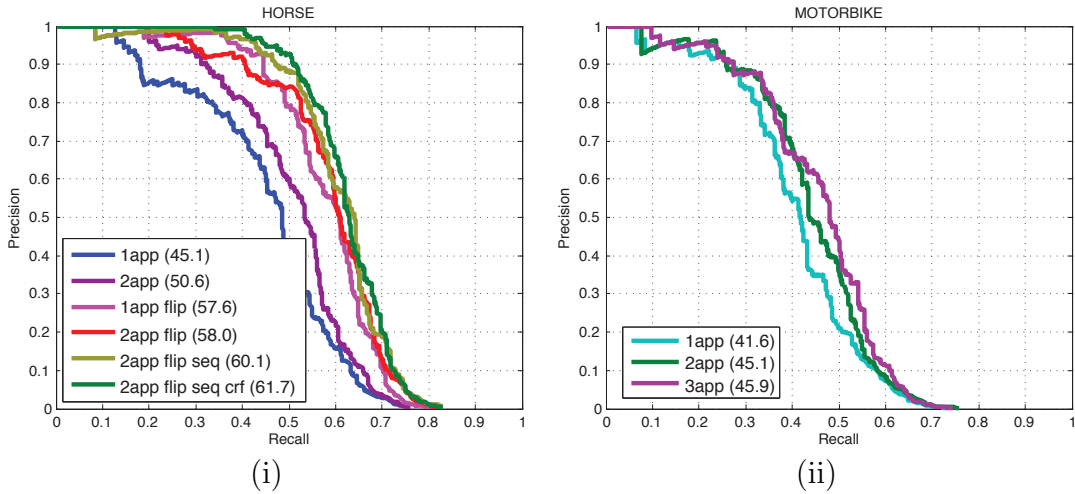 HORSE
Precision
1
0.9
0.8
0.7
0.6
0.5
0.4
0.3
0.2
0.1
0
1app (45.1)
2app (50.6)
1app flip (57.6)
2app flip (58.0)
2app flip seq (60.1)
2app flip seq crf (61.7)
0 0.1 0.2 0.3 0.4 0.5 0.6 0.7 0.8 0.9 1
Recall
(i)
MOTORBIKE
Precision
1
0.9
0.8
0.7
0.6
0.5
0.4
0.3
0.2
0.1
0
1app (41.6)
2app (45.1)
3app (45.9)
0 0.1 0.2 0.3 0.4 0.5 0.6 0.7 0.8 0.9 1
Recall
(ii)